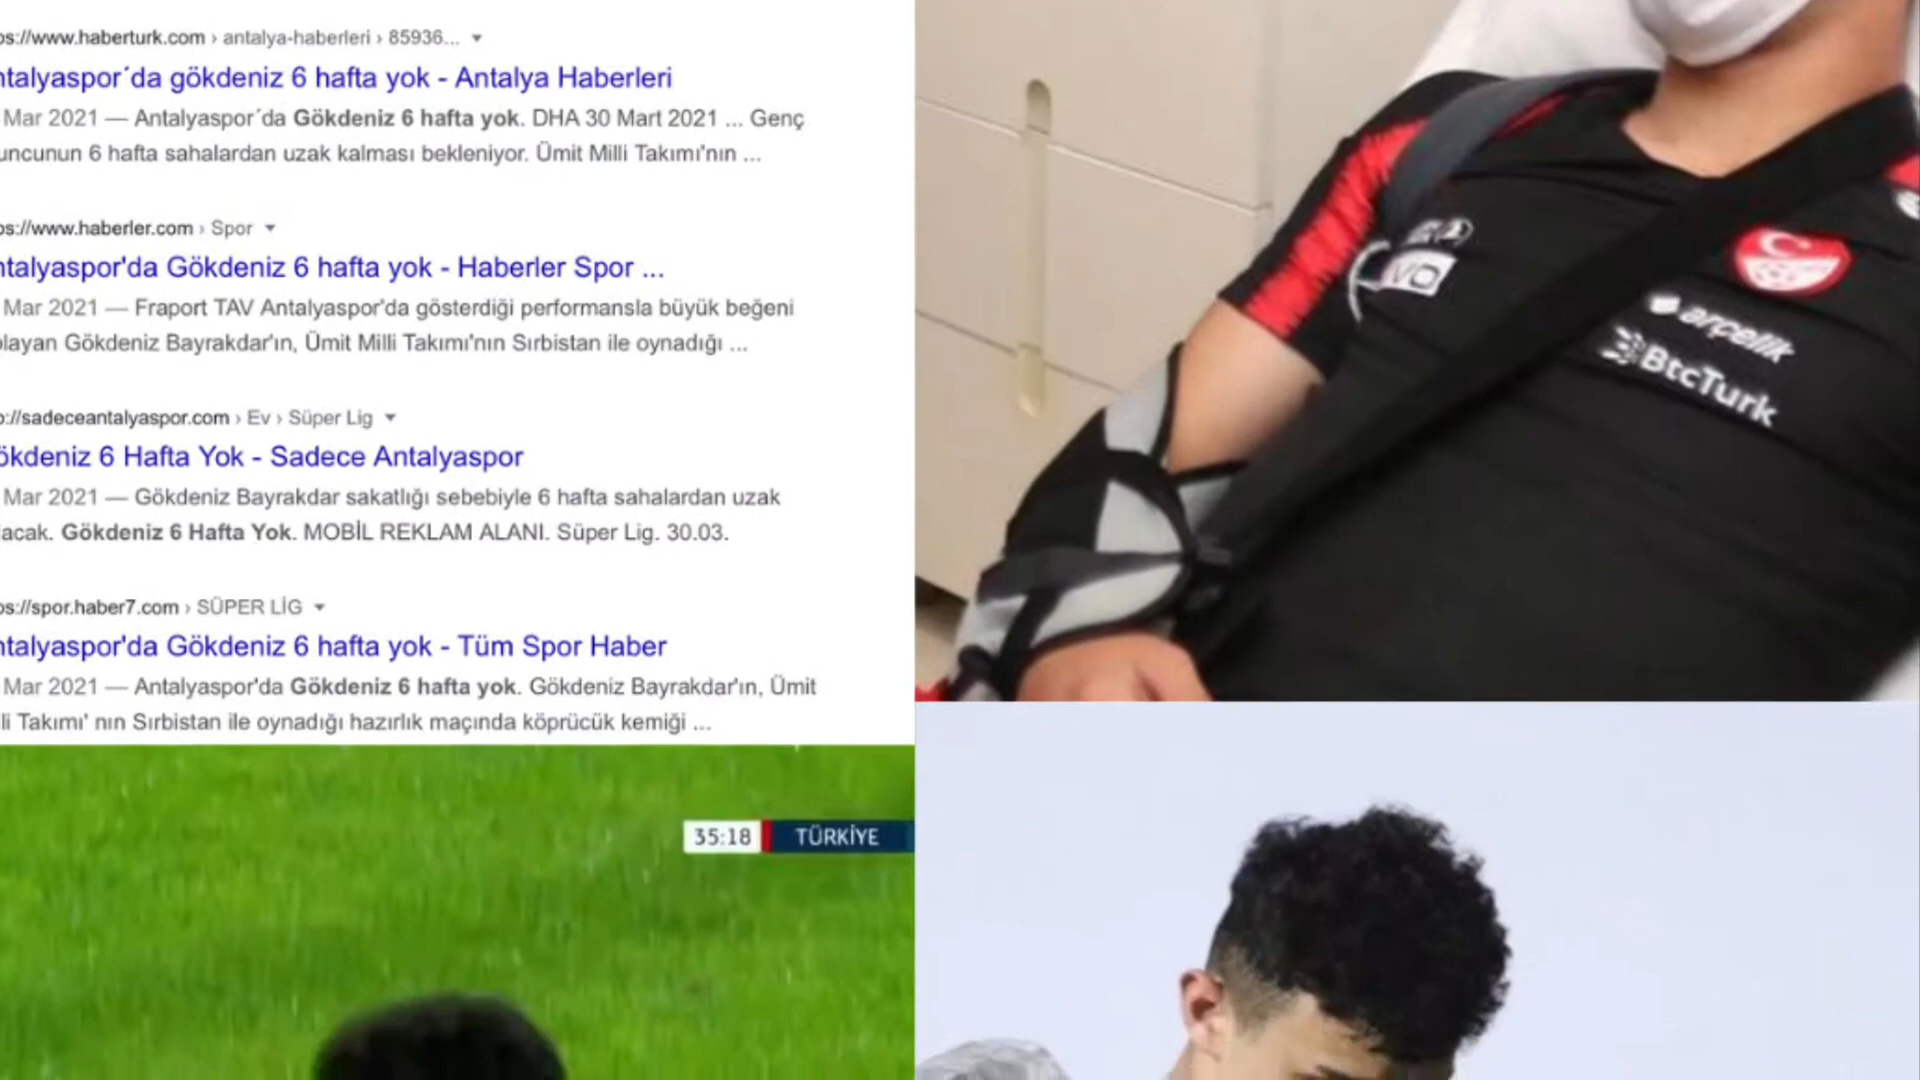 ps://www.haberturk.com › antalya-haberleri › 85936...
ntalyaspor´da gökdeniz 6 hafta yok - Antalya Haberleri
Mar 2021 — Antalyaspor´da Gökdeniz 6 hafta yok. DHA 30 Mart 2021 ... Genç
uncunun 6 hafta sahalardan uzak kalması bekleniyor. Ümit Milli Takımı'nın ...
ps://www.haberler.com › Spor
ntalyaspor'da Gökdeniz 6 hafta yok - Haberler Spor ...
Mar 2021 — Fraport TAV Antalyaspor'da gösterdiği performansla büyük beğeni
playan Gökdeniz Bayrakdar'ın, Ümit Milli Takımı'nın Sırbistan ile oynadığı ...
p://sadeceantalyaspor.com › Ev › Süper Lig
ökdeniz 6 Hafta Yok - Sadece Antalyaspor
Mar 2021 — Gökdeniz Bayrakdar sakatlığı sebebiyle 6 hafta sahalardan uzak
lacak. Gökdeniz 6 Hafta Yok. MOBİL REKLAM ALANI. Süper Lig. 30.03.
ps://spor.haber7.com › SÜPER LİG
ntalyaspor'da Gökdeniz 6 hafta yok - Tüm Spor Haber
Mar 2021 — Antalyaspor'da Gökdeniz 6 hafta yok. Gökdeniz Bayrakdar'ın, Ümit
li Takımı' nın Sırbistan ile oynadığı hazırlık maçında köprücük kemiği ...
arçelik
BtcTurk
35:18 TÜRKİYE